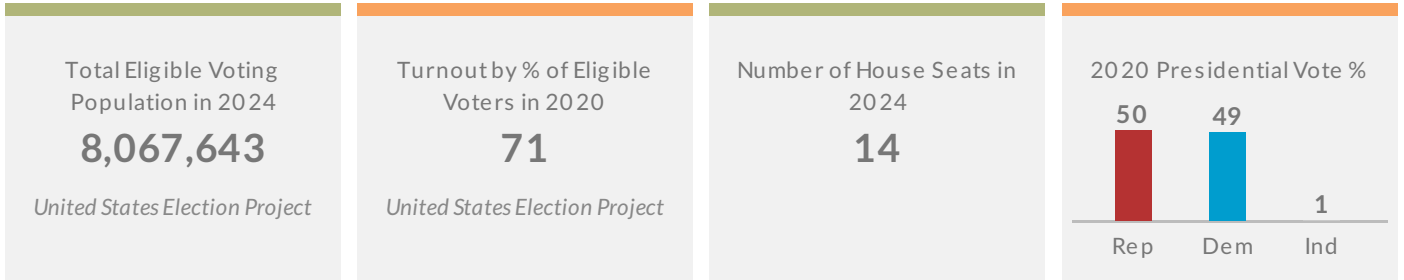 Total Eligible Voting
Population in 2024
8,067,643
United States Election Project
Turnout by % of Eligible
Voters in 2020
71
United States Election Project
Number of House Seats in
2024
14
2020 Presidential Vote %
50
49
1
Rep
Dem
Ind